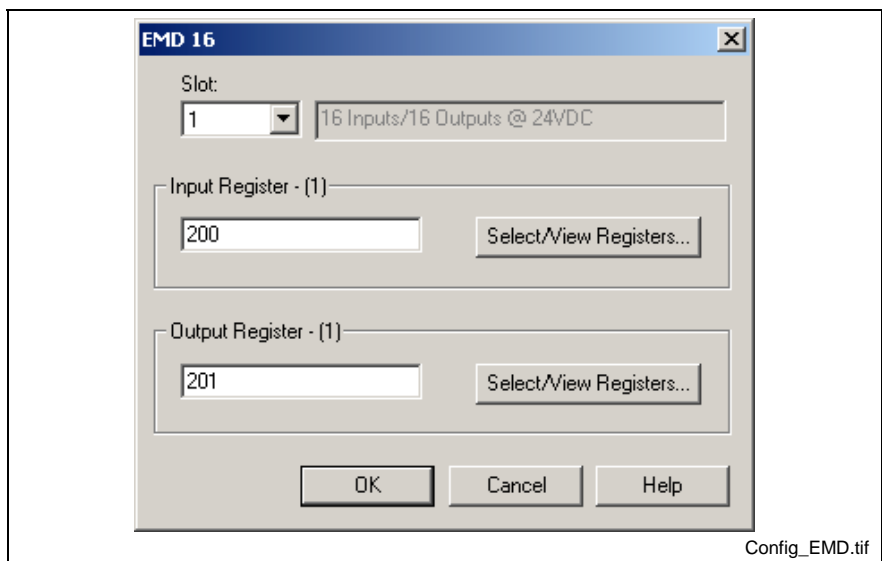 EMD 16
Slot:
1 16 Inputs/16 Outputs @ 24VDC
Input Register - (1)
200 Select/View Registers...
Output Register - (1)
201 Select/View Registers...
OK Cancel Help
Config_EMD.tif